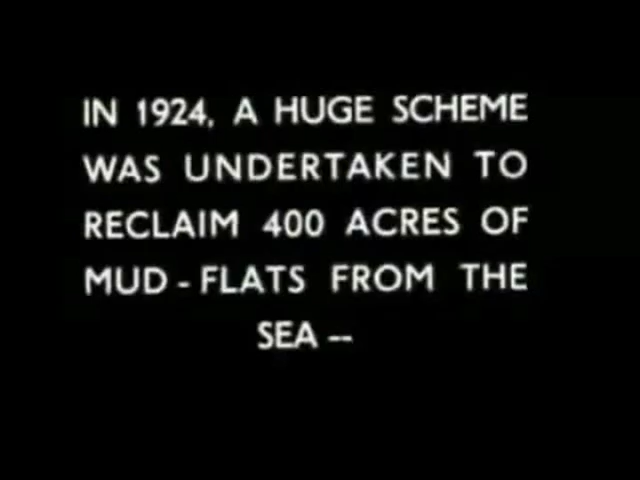 IN 1924, A HUGE SCHEME
WAS UNDERTAKEN TO
RECLAIM 400 ACRES OF
MUD-FLATS FROM THE
SEA --